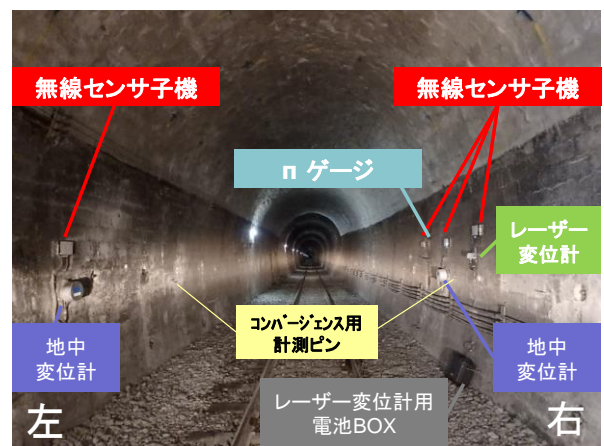 無線センサ子機
無線センサ子機
π ゲージ
レーザー
変位計
コンバージェンス用
計測ピン
地中
変位計
地中
変位計
レーザー変位計用
電池BOX
左
右